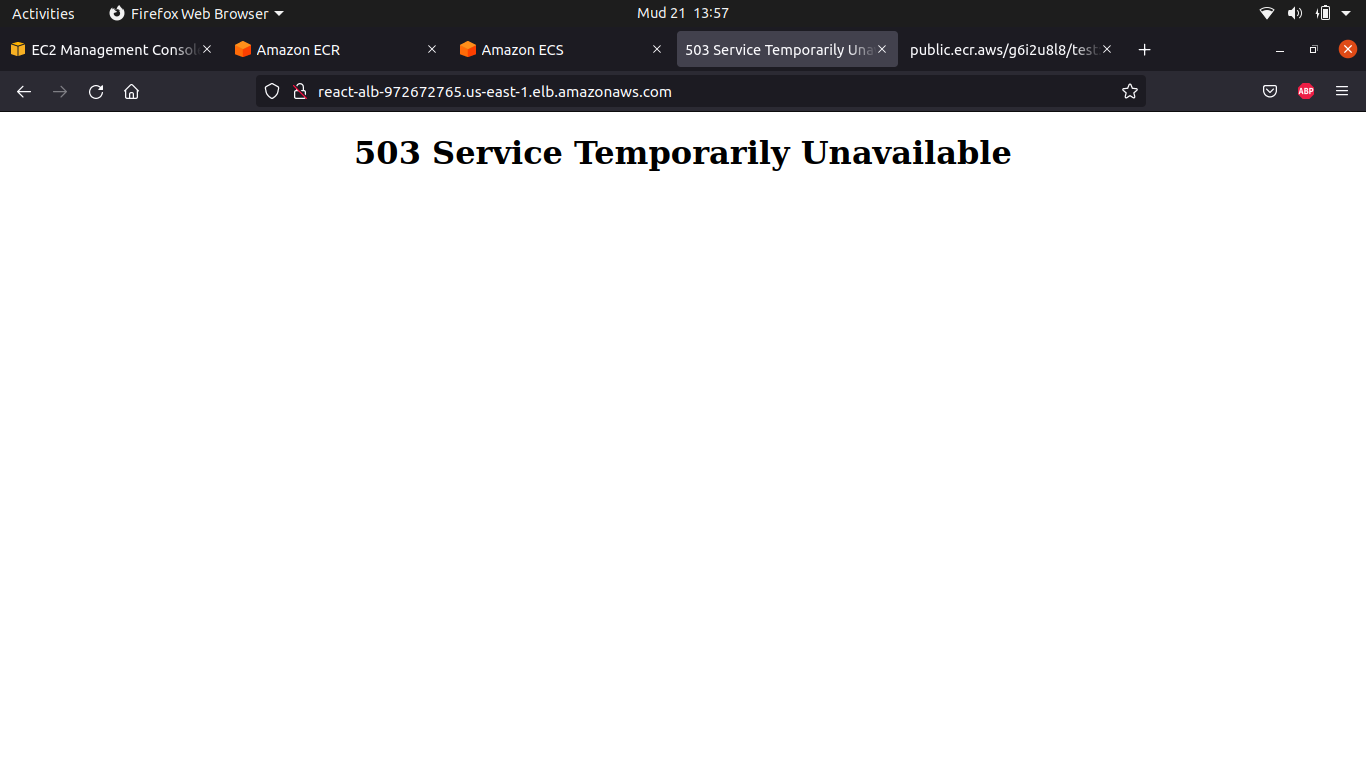 Activities Firefox Web Browser Mud 21 13:57
EC2 Management Consol Amazon ECR Amazon ECS 503 Service Temporarily Una public.ecr.aws/g6i2u8l8/test
react-alb-972672765.us-east-1.elb.amazonaws.com ABP
503 Service Temporarily Unavailable